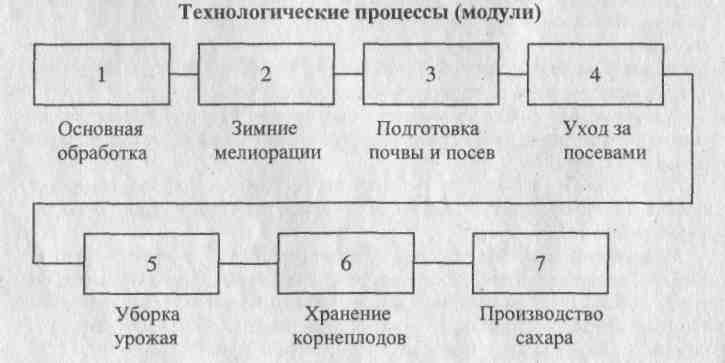 Технологические процессы (модули)
1 2 3 4
Основная Зимние Подготовка Уход за
обработка мелиорации почвы и посев посевами
5 6 7
Уборка Хранение Производство
урожая корнеплодов сахара